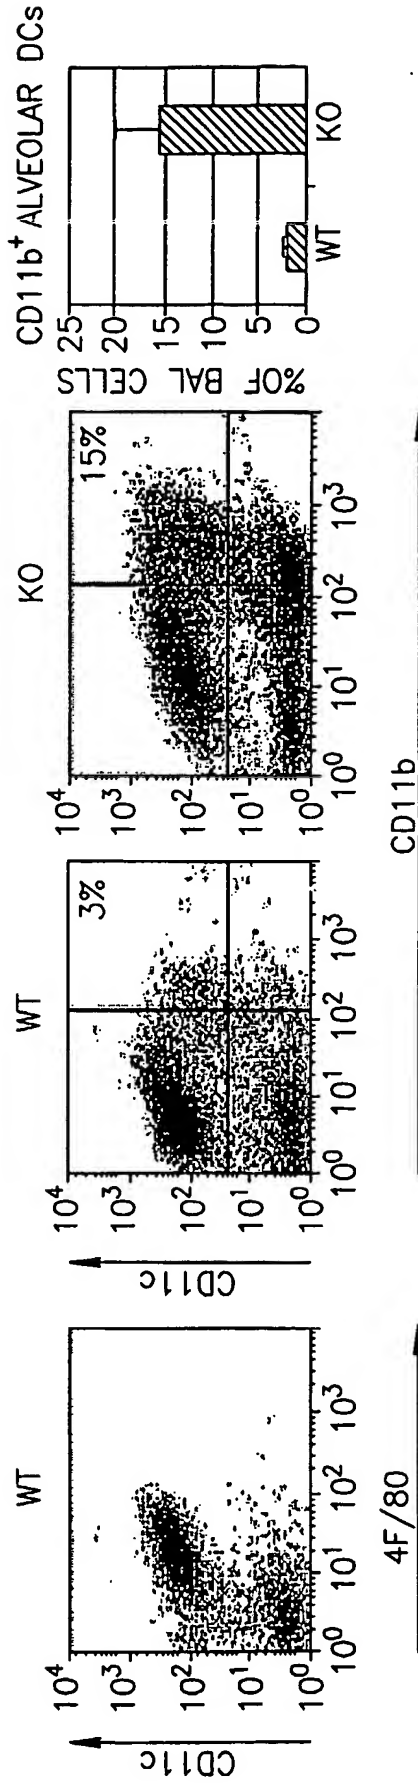 WT
10⁴
10³
10²
10¹
10⁰
CD11c
10⁰ 10¹ 10² 10³
4F/80
WT
3%
10⁴
10³
10²
10¹
10⁰
CD11c
10⁰ 10¹ 10² 10³
KO
15%
10⁴
10³
10²
10¹
10⁰
10⁰ 10¹ 10² 10³
CD11b
CD11b⁺ ALVEOLAR DCs
%OF BAL CELLS
25
20
15
10
5
0
WT KO